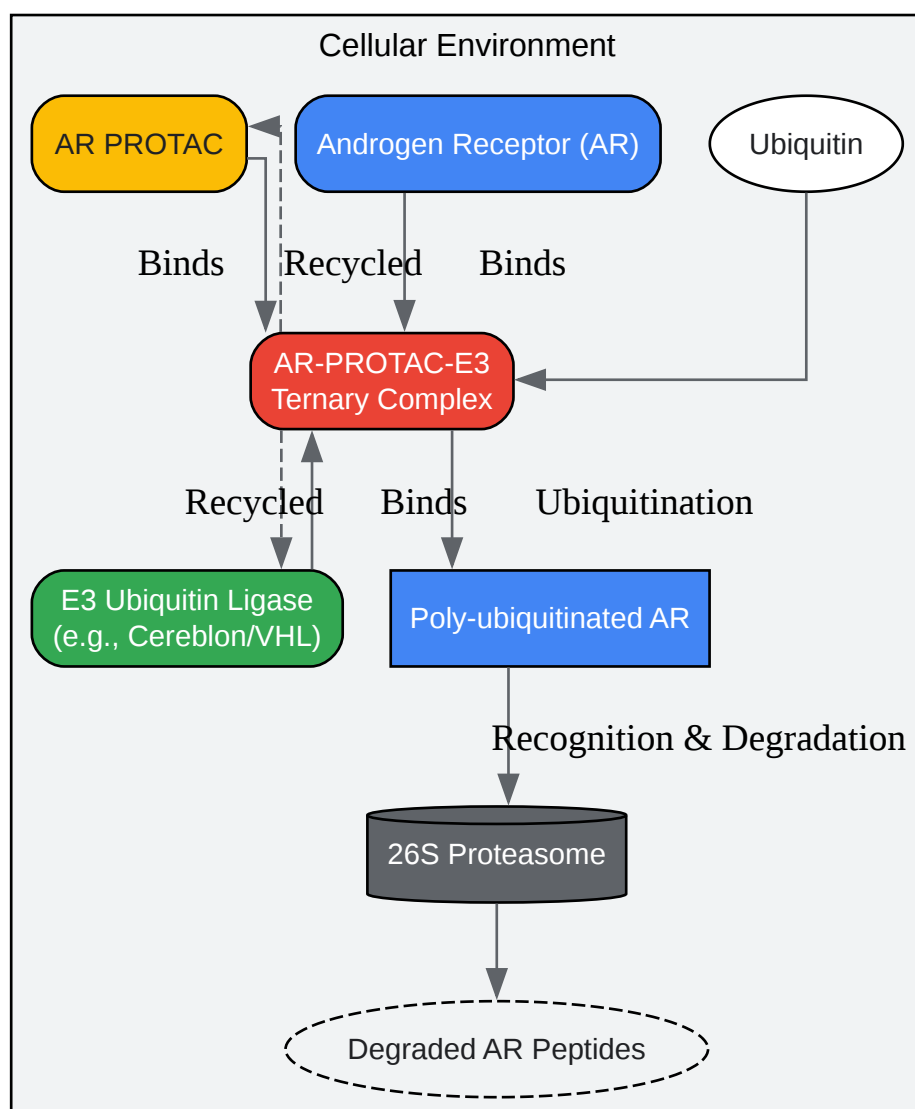 Cellular Environment
AR PROTAC
Androgen Receptor (AR)
Ubiquitin
Binds
Recycled
Binds
AR-PROTAC-E3
Ternary Complex
Recycled
Binds
Ubiquitination
E3 Ubiquitin Ligase
(e.g., Cereblon/VHL)
Poly-ubiquitinated AR
Recognition & Degradation
26S Proteasome
Degraded AR Peptides